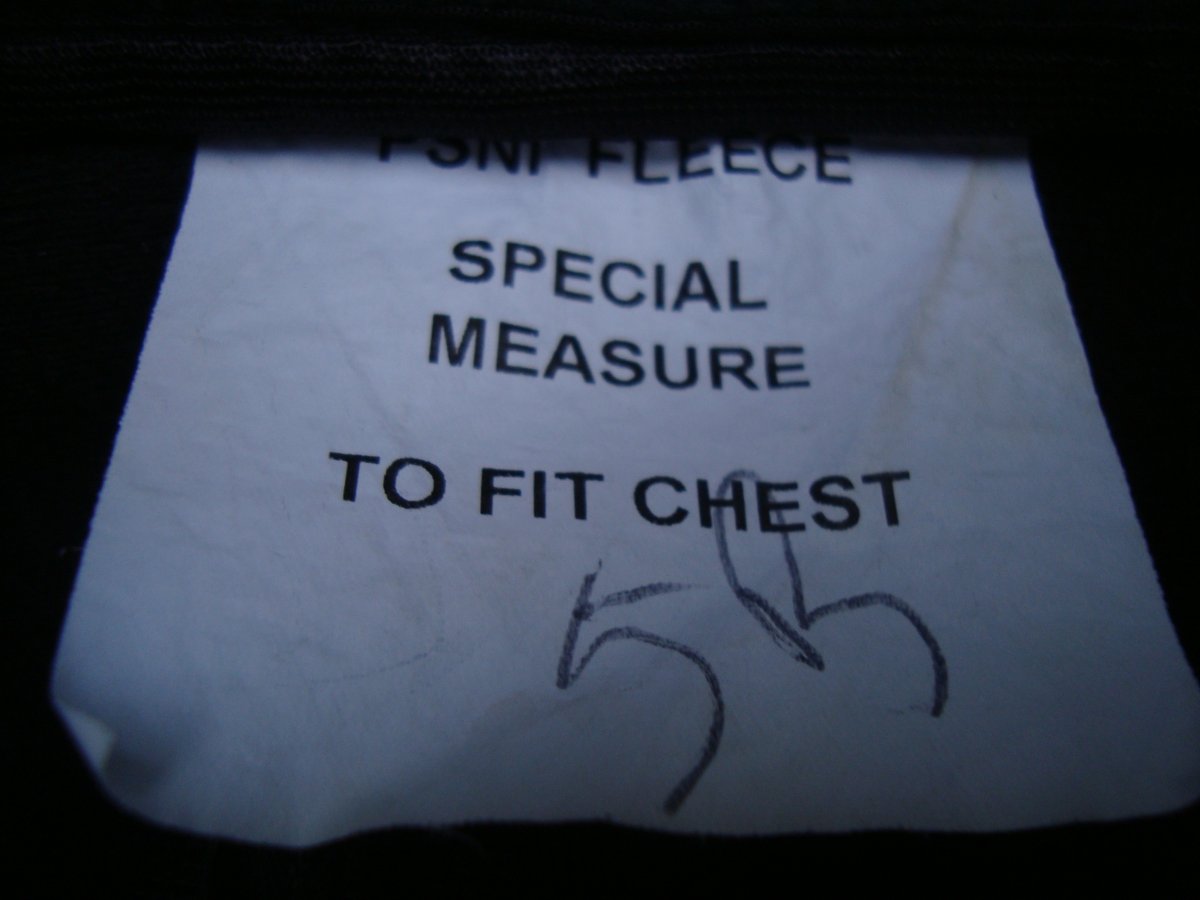 PSNI FLEECE
SPECIAL
MEASURE
TO FIT CHEST
55